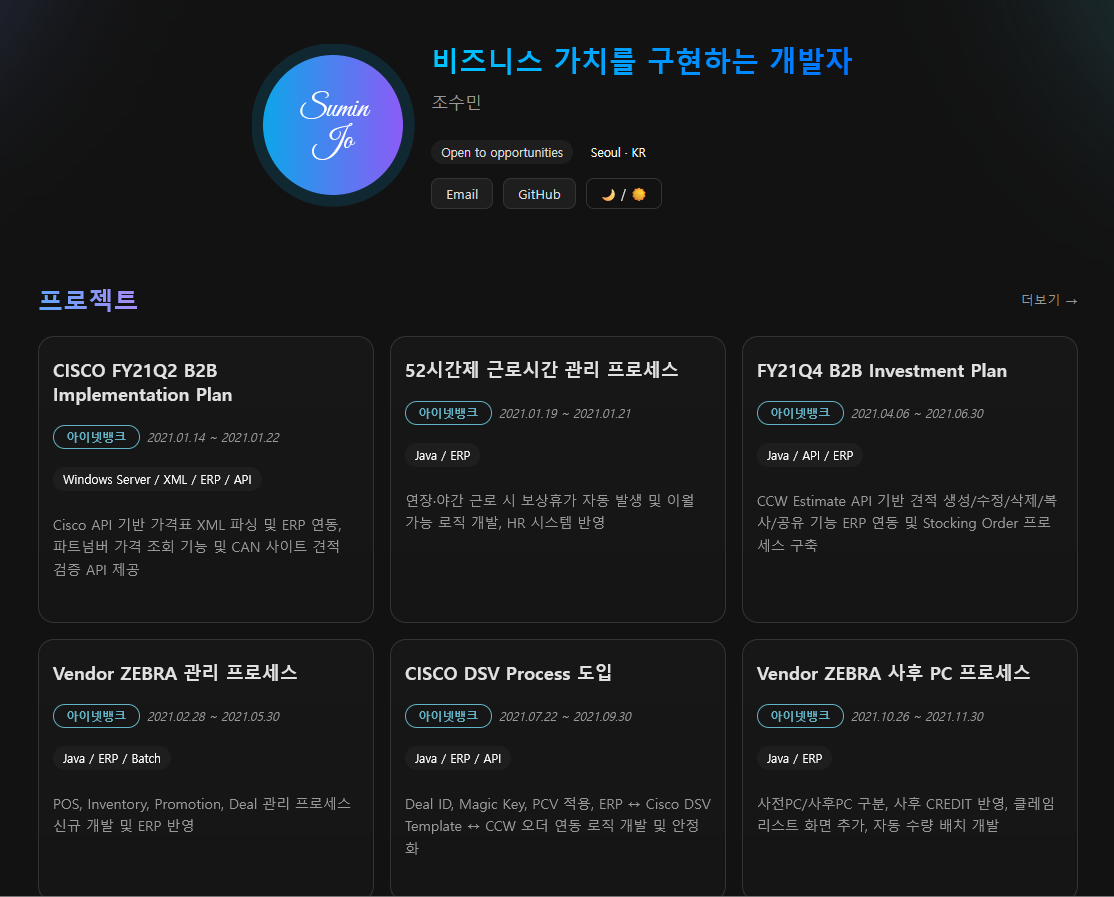 Sumin
Jo
비즈니스 가치를 구현하는 개발자
조수민
Open to opportunities
Seoul · KR
Email
GitHub
🌙 / 🌞
프로젝트
더보기 →
CISCO FY21Q2 B2B
Implementation Plan
아이넷뱅크 2021.01.14 ~ 2021.01.22
Windows Server / XML / ERP / API
Cisco API 기반 가격표 XML 파싱 및 ERP 연동,
파트넘버 가격 조회 기능 및 CAN 사이트 견적
검증 API 제공
52시간제 근로시간 관리 프로세스
아이넷뱅크 2021.01.19 ~ 2021.01.21
Java / ERP
연장·야간 근로 시 보상휴가 자동 발생 및 이월
가능 로직 개발, HR 시스템 반영
FY21Q4 B2B Investment Plan
아이넷뱅크 2021.04.06 ~ 2021.06.30
Java / API / ERP
CCW Estimate API 기반 견적 생성/수정/삭제/복
사/공유 기능 ERP 연동 및 Stocking Order 프로
세스 구축
Vendor ZEBRA 관리 프로세스
아이넷뱅크 2021.02.28 ~ 2021.05.30
Java / ERP / Batch
POS, Inventory, Promotion, Deal 관리 프로세스
신규 개발 및 ERP 반영
CISCO DSV Process 도입
아이넷뱅크 2021.07.22 ~ 2021.09.30
Java / ERP / API
Deal ID, Magic Key, PCV 적용, ERP ↔ Cisco DSV
Template ↔ CCW 오더 연동 로직 개발 및 안정
화
Vendor ZEBRA 사후 PC 프로세스
아이넷뱅크 2021.10.26 ~ 2021.11.30
Java / ERP
사전PC/사후PC 구분, 사후 CREDIT 반영, 클레임
리스트 화면 추가, 자동 수량 배치 개발